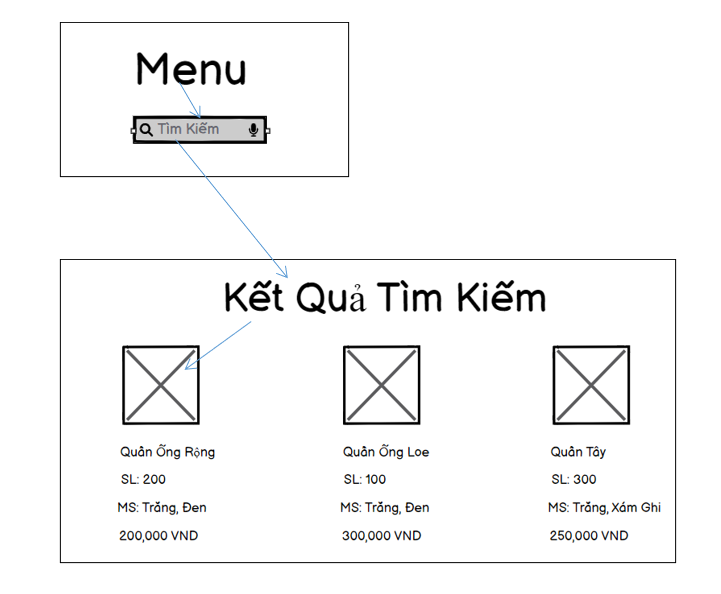 Menu
Tìm Kiếm
Kết Quả Tìm Kiếm
Quần Ống Rộng
Quần Ống Loe
Quần Tây
SL: 200
SL: 100
SL: 300
MS: Trắng, Đen
MS: Trắng, Đen
MS: Trắng, Xám Ghi
200,000 VND
300,000 VND
250,000 VND